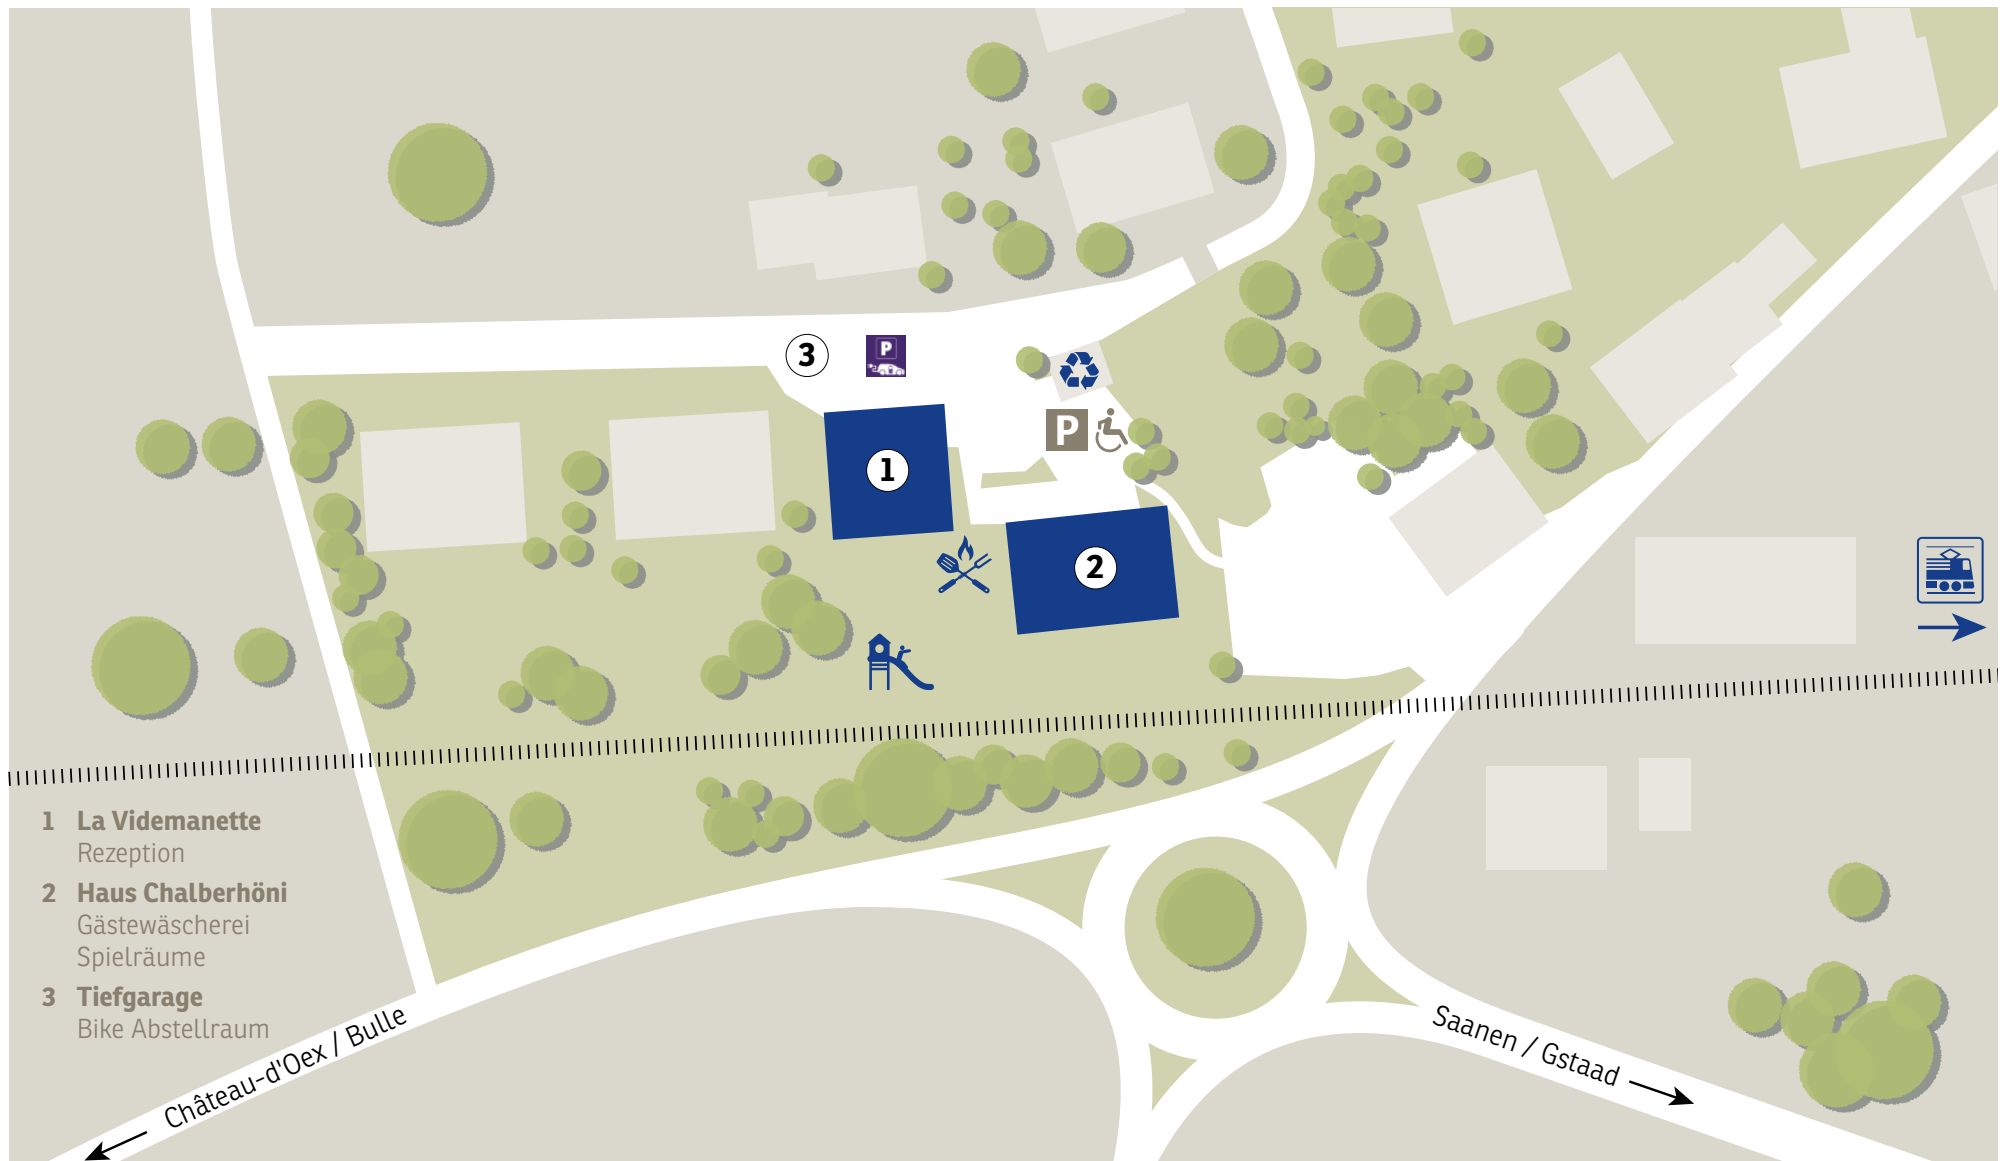 3
P
P
1
2
1 La Videmanette
Rezeption
2 Haus Chalberhöni
Gästewäscherei
Spielräume
3 Tiefgarage
Bike Abstellraum
Château-d'Oex / Bulle
Saanen / Gstaad